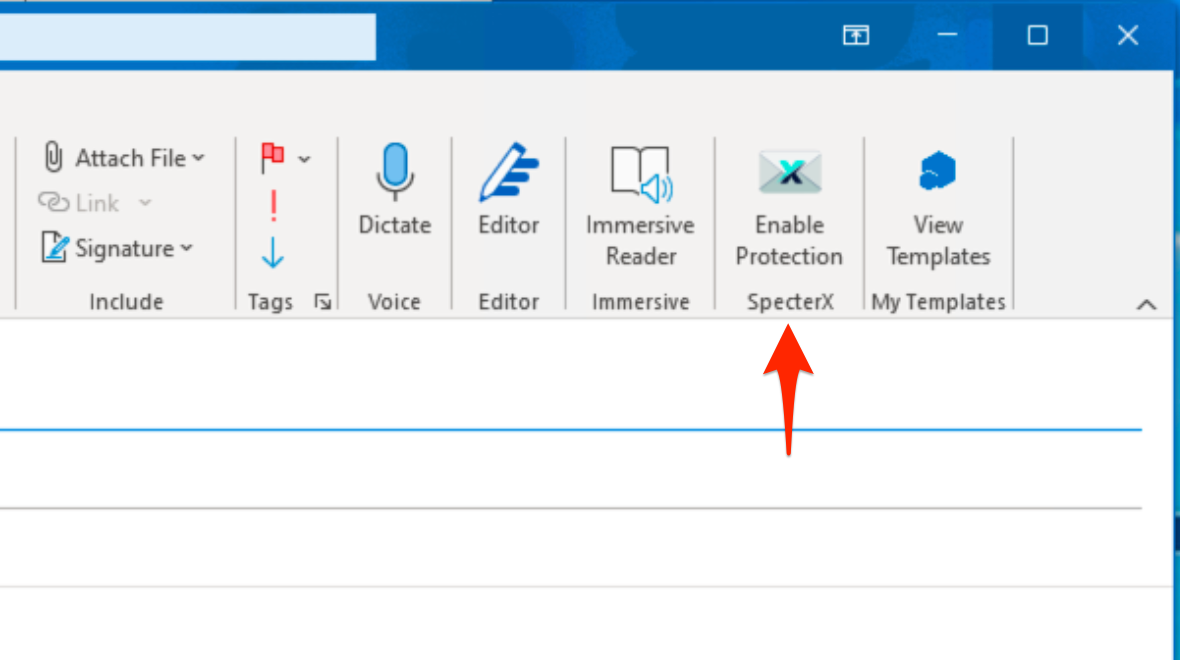 Attach File
Link
Signature
Include
Tags
Dictate
Voice
Editor
Editor
Immersive
Reader
Immersive
Enable
Protection
SpecterX
View
Templates
My Templates